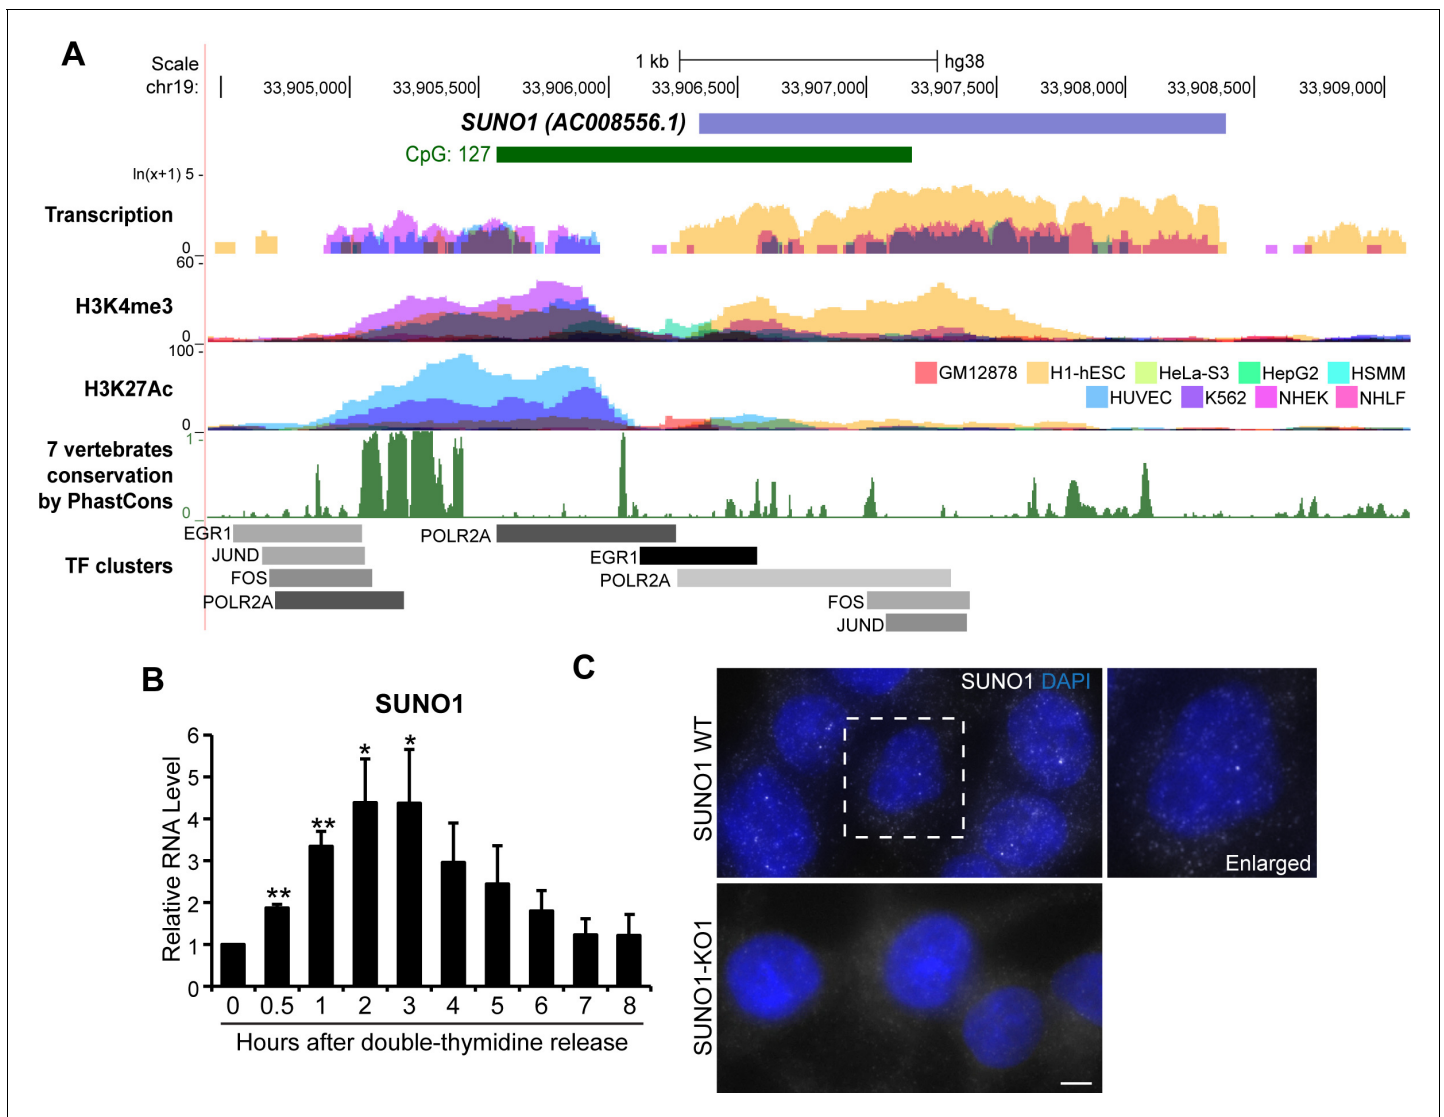 A
Scale 1 kb hg38
chr19: 33,905,000 33,905,500 33,906,000 33,906,500 33,907,000 33,907,500 33,908,000 33,908,500 33,909,000
SUNO1 (AC008556.1)
CpG: 127
ln(x+1) 5 -
Transcription
0
60 -
H3K4me3
0
100 -
H3K27Ac
0
GM12878 H1-hESC HeLa-S3 HepG2 HSMM
HUVEC K562 NHEK NHLF
7 vertebrates
conservation
by PhastCons
1 -
0
TF clusters
EGR1 POLR2A
JUND EGR1
FOS POLR2A
POLR2A FOS
JUND
B
SUNO1
Relative RNA Level
6
5
4
3
2
1
0
** ** * *
0 0.5 1 2 3 4 5 6 7 8
Hours after double-thymidine release
C
SUNO1 WT
SUNO1 DAPI
Enlarged
SUNO1-KO1